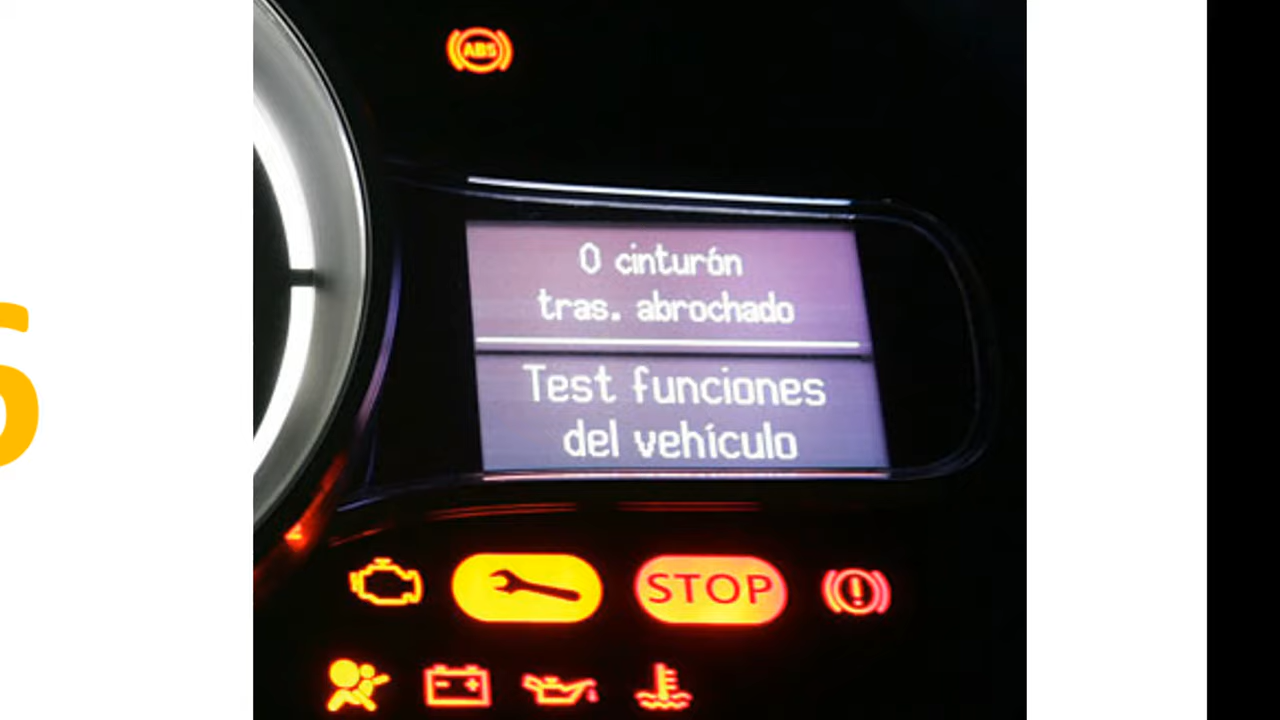 ABS
0 cinturón
tras. abrochado
Test funciones
del vehículo
STOP